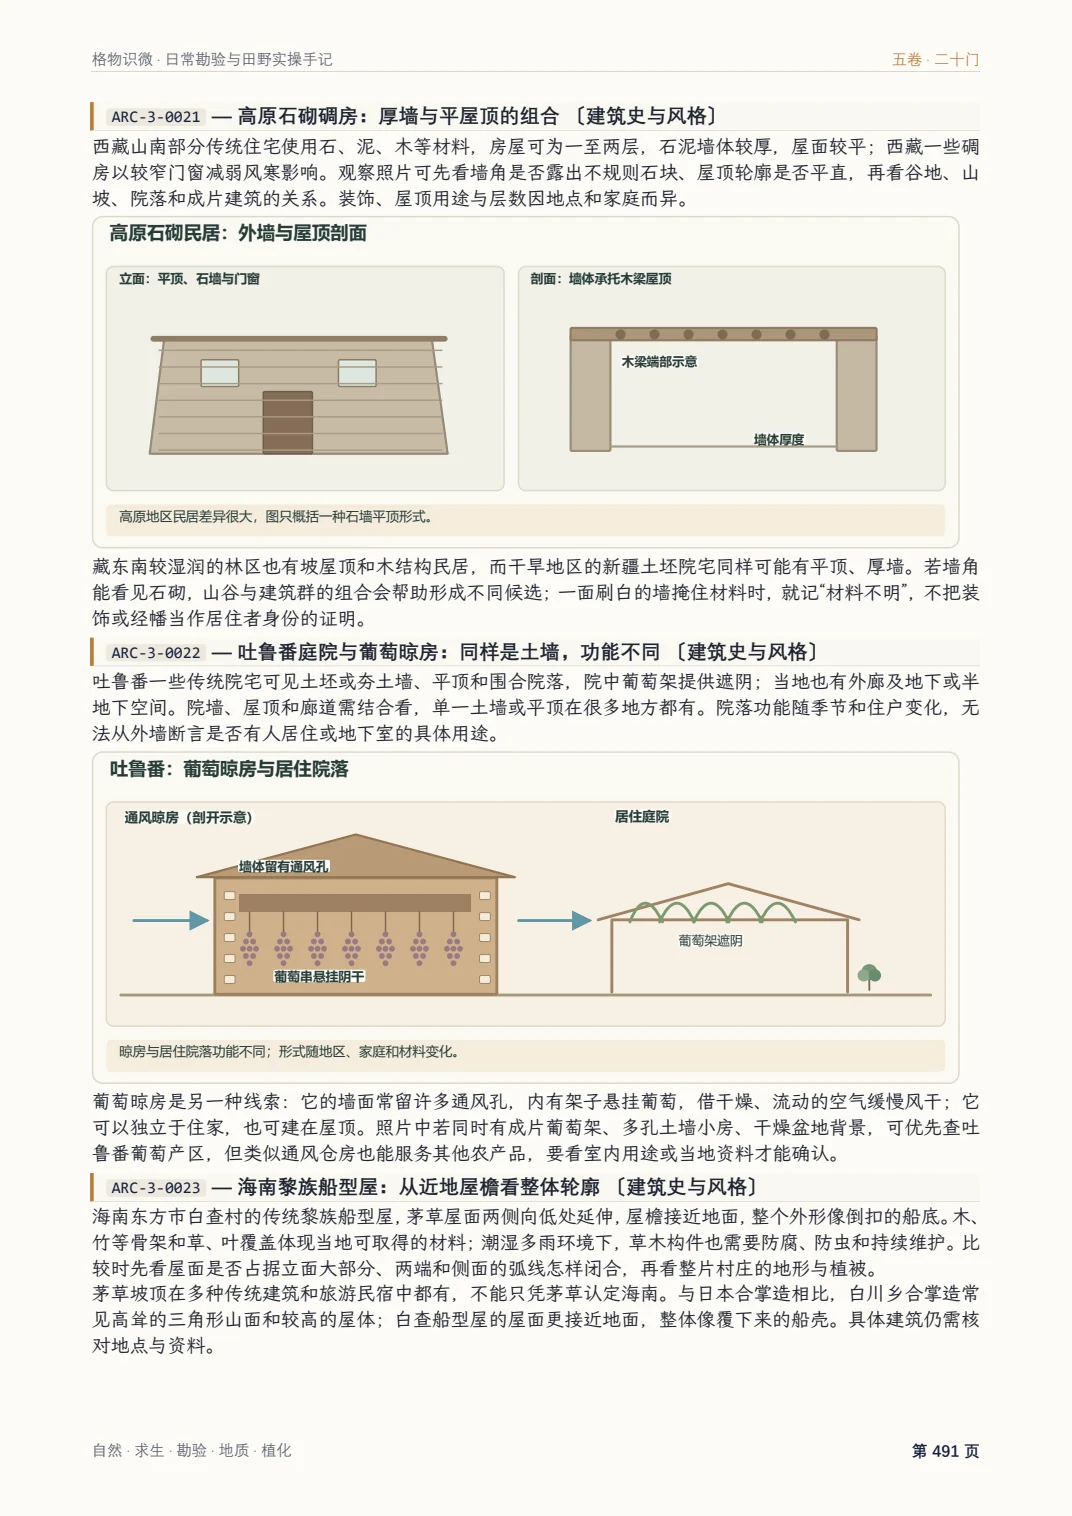 格物识微 · 日常勘验与田野实操手记
五卷 · 二十门
ARC-3-0021 — 高原石砌碉房：厚墙与平屋顶的组合 〔建筑史与风格〕
西藏山南部分传统住宅使用石、泥、木等材料，房屋可为一至两层，石泥墙体较厚，屋面较平；西藏一些碉
房以较窄门窗减弱风寒影响。观察照片可先看墙角是否露出不规则石块、屋顶轮廓是否平直，再看谷地、山
坡、院落和成片建筑的关系。装饰、屋顶用途与层数因地点和家庭而异。
高原石砌民居：外墙与屋顶剖面
立面：平顶、石墙与门窗
剖面：墙体承托木梁屋顶
木梁端部示意
墙体厚度
高原地区民居差异很大，图只概括一种石墙平顶形式。
藏东南较湿润的林区也有坡屋顶和木结构民居，而干旱地区的新疆土坯院宅同样可能有平顶、厚墙。若墙角
能看见石砌，山谷与建筑群的组合会帮助形成不同候选；一面刷白的墙掩住材料时，就记“材料不明”，不把装
饰或经幡当作居住者身份的证明。
ARC-3-0022 — 吐鲁番庭院与葡萄晾房：同样是土墙，功能不同 〔建筑史与风格〕
吐鲁番一些传统院宅可见土坯或夯土墙、平顶和围合院落，院中葡萄架提供遮阴；当地也有外廊及地下或半
地下空间。院墙、屋顶和廊道需结合看，单一土墙或平顶在很多地方都有。院落功能随季节和住户变化，无
法从外墙断言是否有人居住或地下室的具体用途。
吐鲁番：葡萄晾房与居住院落
通风晾房（剖开示意）
居住庭院
墙体留有通风孔
葡萄架遮阴
葡萄串悬挂阴干
晾房与居住院落功能不同；形式随地区、家庭和材料变化。
葡萄晾房是另一种线索：它的墙面常留许多通风孔，内有架子悬挂葡萄，借干燥、流动的空气缓慢风干；它
可以独立于住家，也可建在屋顶。照片中若同时有成片葡萄架、多孔土墙小房、干燥盆地背景，可优先查吐
鲁番葡萄产区，但类似通风仓房也能服务其他农产品，要看室内用途或当地资料才能确认。
ARC-3-0023 — 海南黎族船型屋：从近地屋檐看整体轮廓 〔建筑史与风格〕
海南东方市白查村的传统黎族船型屋，茅草屋面两侧向低处延伸，屋檐接近地面，整个外形像倒扣的船底。木、
竹等骨架和草、叶覆盖体现当地可取得的材料；潮湿多雨环境下，草木构件也需要防腐、防虫和持续维护。比
较时先看屋面是否占据立面大部分、两端和侧面的弧线怎样闭合，再看整片村庄的地形与植被。
茅草坡顶在多种传统建筑和旅游民宿中都有，不能只凭茅草认定海南。与日本合掌造相比，白川乡合掌造常
见高耸的三角形山面和较高的屋体；白查船型屋的屋面更接近地面，整体像覆下来的船壳。具体建筑仍需核
对地点与资料。
自然 · 求生 · 勘验 · 地质 · 植化
第 491 页